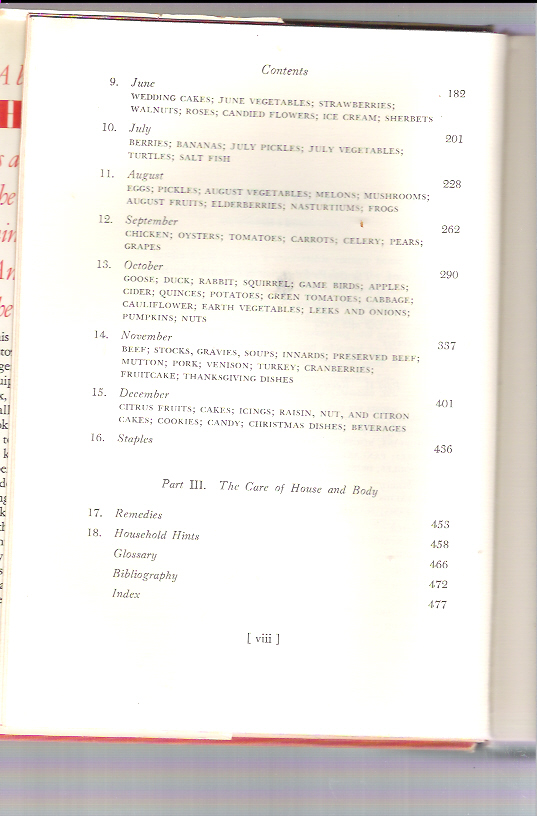 Contents
9. June 182
WEDDING CAKES; JUNE VEGETABLES; STRAWBERRIES;
WALNUTS; ROSES; CANDIED FLOWERS; ICE CREAM; SHERBETS
10. July 201
BERRIES; BANANAS; JULY PICKLES; JULY VEGETABLES;
TURTLES; SALT FISH
11. August 228
EGGS; PICKLES; AUGUST VEGETABLES; MELONS; MUSHROOMS;
AUGUST FRUITS; ELDERBERRIES; NASTURTIUMS; FROGS
12. September 262
CHICKEN; OYSTERS; TOMATOES; CARROTS; CELERY; PEARS;
GRAPES
13. October 290
GOOSE; DUCK; RABBIT; SQUIRREL; GAME BIRDS; APPLES;
CIDER; QUINCES; POTATOES; GREEN TOMATOES; CABBAGE;
CAULIFLOWER; EARTH VEGETABLES; LEEKS AND ONIONS;
PUMPKINS; NUTS
14. November 337
BEEF; STOCKS, GRAVIES, SOUPS; INNARDS; PRESERVED BEEF;
MUTTON; PORK; VENISON; TURKEY; CRANBERRIES;
FRUITCAKE; THANKSGIVING DISHES
15. December 401
CITRUS FRUITS; CAKES; ICINGS; RAISIN, NUT, AND CITRON
CAKES; COOKIES; CANDY; CHRISTMAS DISHES; BEVERAGES
16. Staples 436
Part III. The Care of House and Body
17. Remedies 453
18. Household Hints 458
Glossary 466
Bibliography 472
Index 477
[ viii ]